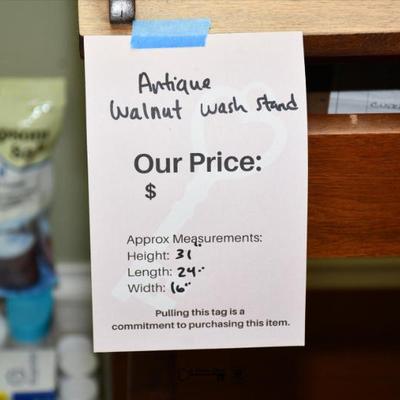 Antique
Walnut wash stand
Our Price:
$
Approx Measurements:
Height: 31"
Length: 24"
Width: 16"
Pulling this tag is a
commitment to purchasing this item.